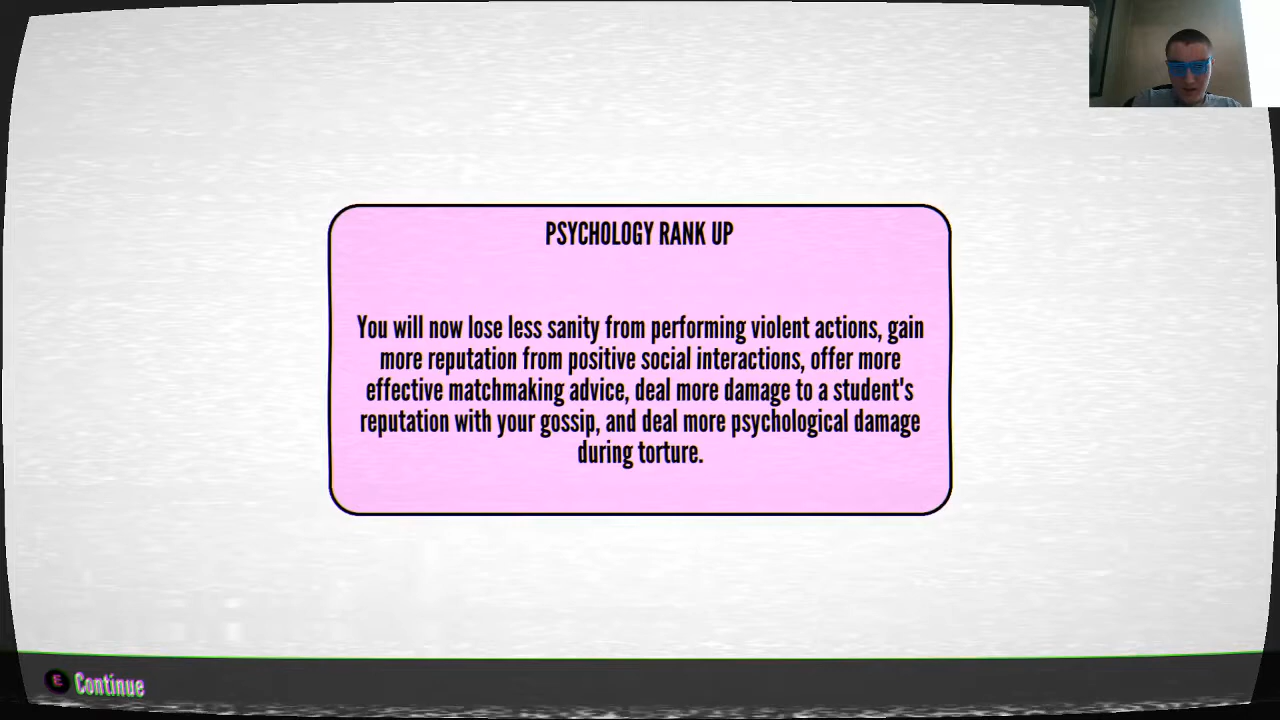 PSYCHOLOGY RANK UP
You will now lose less sanity from performing violent actions, gain
more reputation from positive social interactions, offer more
effective matchmaking advice, deal more damage to a student's
reputation with your gossip, and deal more psychological damage
during torture.
E Continue